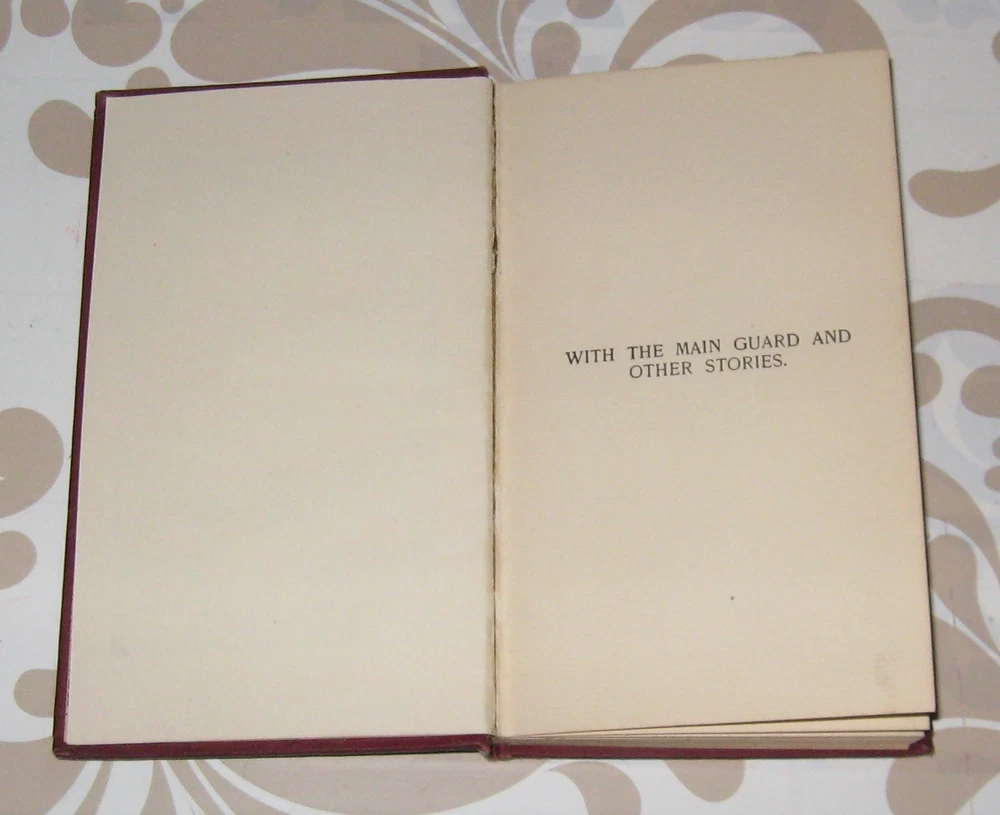 WITH THE MAIN GUARD AND
OTHER STORIES.